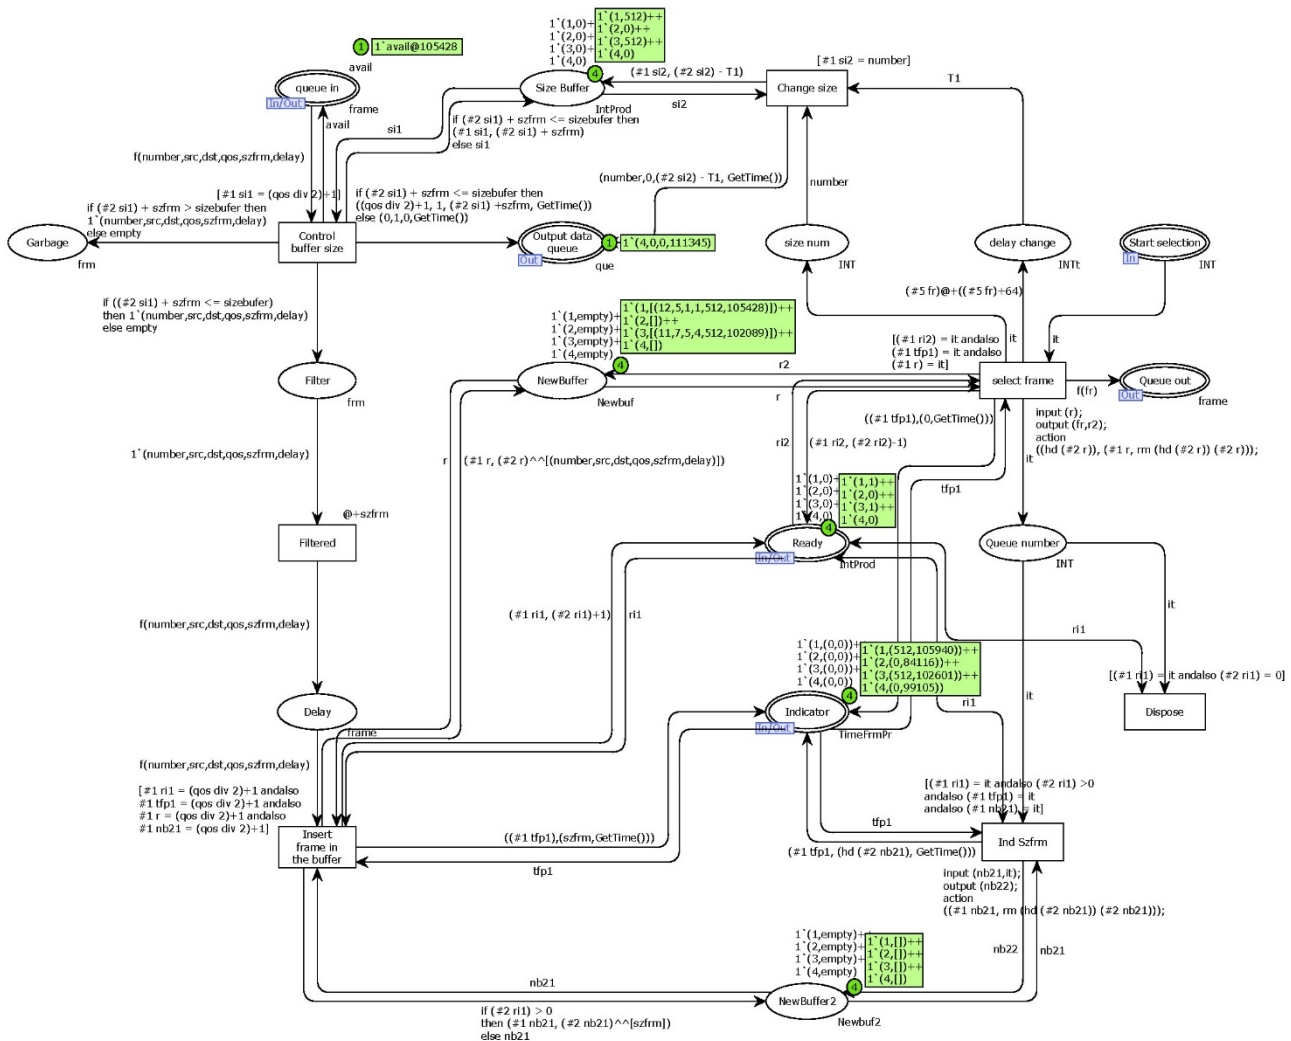 1
1`avail@105428
avail
queue in
In/Out
frame
avail
f(number,src,dst,qos,szfrm,delay)
1`(1,0)+
1`(2,0)+
1`(3,0)+
1`(4,0)
1`(1,512)++
1`(2,0)++
1`(3,512)++
1`(4,0)
4
Size Buffer
IntProd
si1
if (#2 si1) + szfrm <= sizebufer then
(#1 si1, (#2 si1) + szfrm)
else si1
(#1 si2, (#2 si2) - T1)
si2
[#1 si2 = number]
Change size
T1
number
(number,0,(#2 si2) - T1, GetTime())
[#1 si1 = (qos div 2)+1]
if (#2 si1) + szfrm > sizebufer then
1`(number,src,dst,qos,szfrm,delay)
else empty
Garbage
frm
Control
buffer size
if (#2 si1) + szfrm <= sizebufer then
((qos div 2)+1, 1, (#2 si1) +szfrm, GetTime())
else (0,1,0,GetTime())
Output data
queue
Out
que
1
1`(4,0,0,111345)
size num
INT
delay change
INTt
Start selection
In
INT
if ((#2 si1) + szfrm <= sizebufer)
then 1`(number,src,dst,qos,szfrm,delay)
else empty
Filter
frm
1`(1,empty)+
1`(2,empty)+
1`(3,empty)+
1`(4,empty)
1`(1,[(12,5,1,1,512,105428)])++
1`(2,[])++
1`(3,[(11,7,5,4,512,102089)])++
1`(4,[])
4
NewBuffer
Newbuf
r2
r
(#5 fr)@+((#5 fr)+64)
it
it
[(#1 ri2) = it andalso
(#1 tfp1) = it andalso
(#1 r) = it]
select frame
f(fr)
Queue out
Out
frame
input (r);
output (fr,r2);
action
((hd (#2 r)), (#1 r, rm (hd (#2 r)) (#2 r)));
((#1 tfp1),(0,GetTime()))
ri2
(#1 ri2, (#2 ri2)-1)
it
tfp1
1`(number,src,dst,qos,szfrm,delay)
r
(#1 r, (#2 r)^^[(number,src,dst,qos,szfrm,delay)])
@+szfrm
Filtered
1`(1,0)+
1`(2,0)+
1`(3,0)+
1`(4,0)
1`(1,1)++
1`(2,0)++
1`(3,1)++
1`(4,0)
4
Ready
In/Out
IntProd
Queue number
INT
f(number,src,dst,qos,szfrm,delay)
(#1 ri1, (#2 ri1)+1)
ri1
it
ri1
1`(1,(0,0))+
1`(2,(0,0))+
1`(3,(0,0))+
1`(4,(0,0))
1`(1,(512,105940))++
1`(2,(0,84116))++
1`(3,(512,102601))++
1`(4,(0,99105))
4
Indicator
In/Out
TimeFrmPr
ri1
it
[(#1 ri1) = it andalso (#2 ri1) = 0]
Dispose
Delay
frame
f(number,src,dst,qos,szfrm,delay)
[#1 ri1 = (qos div 2)+1 andalso
#1 tfp1 = (qos div 2)+1 andalso
#1 r = (qos div 2)+1 andalso
#1 nb21 = (qos div 2)+1]
Insert
frame in
the buffer
((#1 tfp1),(szfrm,GetTime()))
tfp1
[(#1 ri1) = it andalso (#2 ri1) >0
andalso (#1 tfp1) = it
andalso (#1 nb21) = it]
tfp1
(#1 tfp1, (hd (#2 nb21), GetTime()))
Ind Szfrm
input (nb21,it);
output (nb22);
action
((#1 nb21, rm (hd (#2 nb21)) (#2 nb21)));
1`(1,empty)++
1`(2,empty)+
1`(3,empty)+
1`(4,empty)
1`(1,[])++
1`(2,[])++
1`(3,[])++
1`(4,[])
4
nb22
nb21
nb21
NewBuffer2
Newbuf2
if (#2 ri1) > 0
then (#1 nb21, (#2 nb21)^^[szfrm])
else nb21